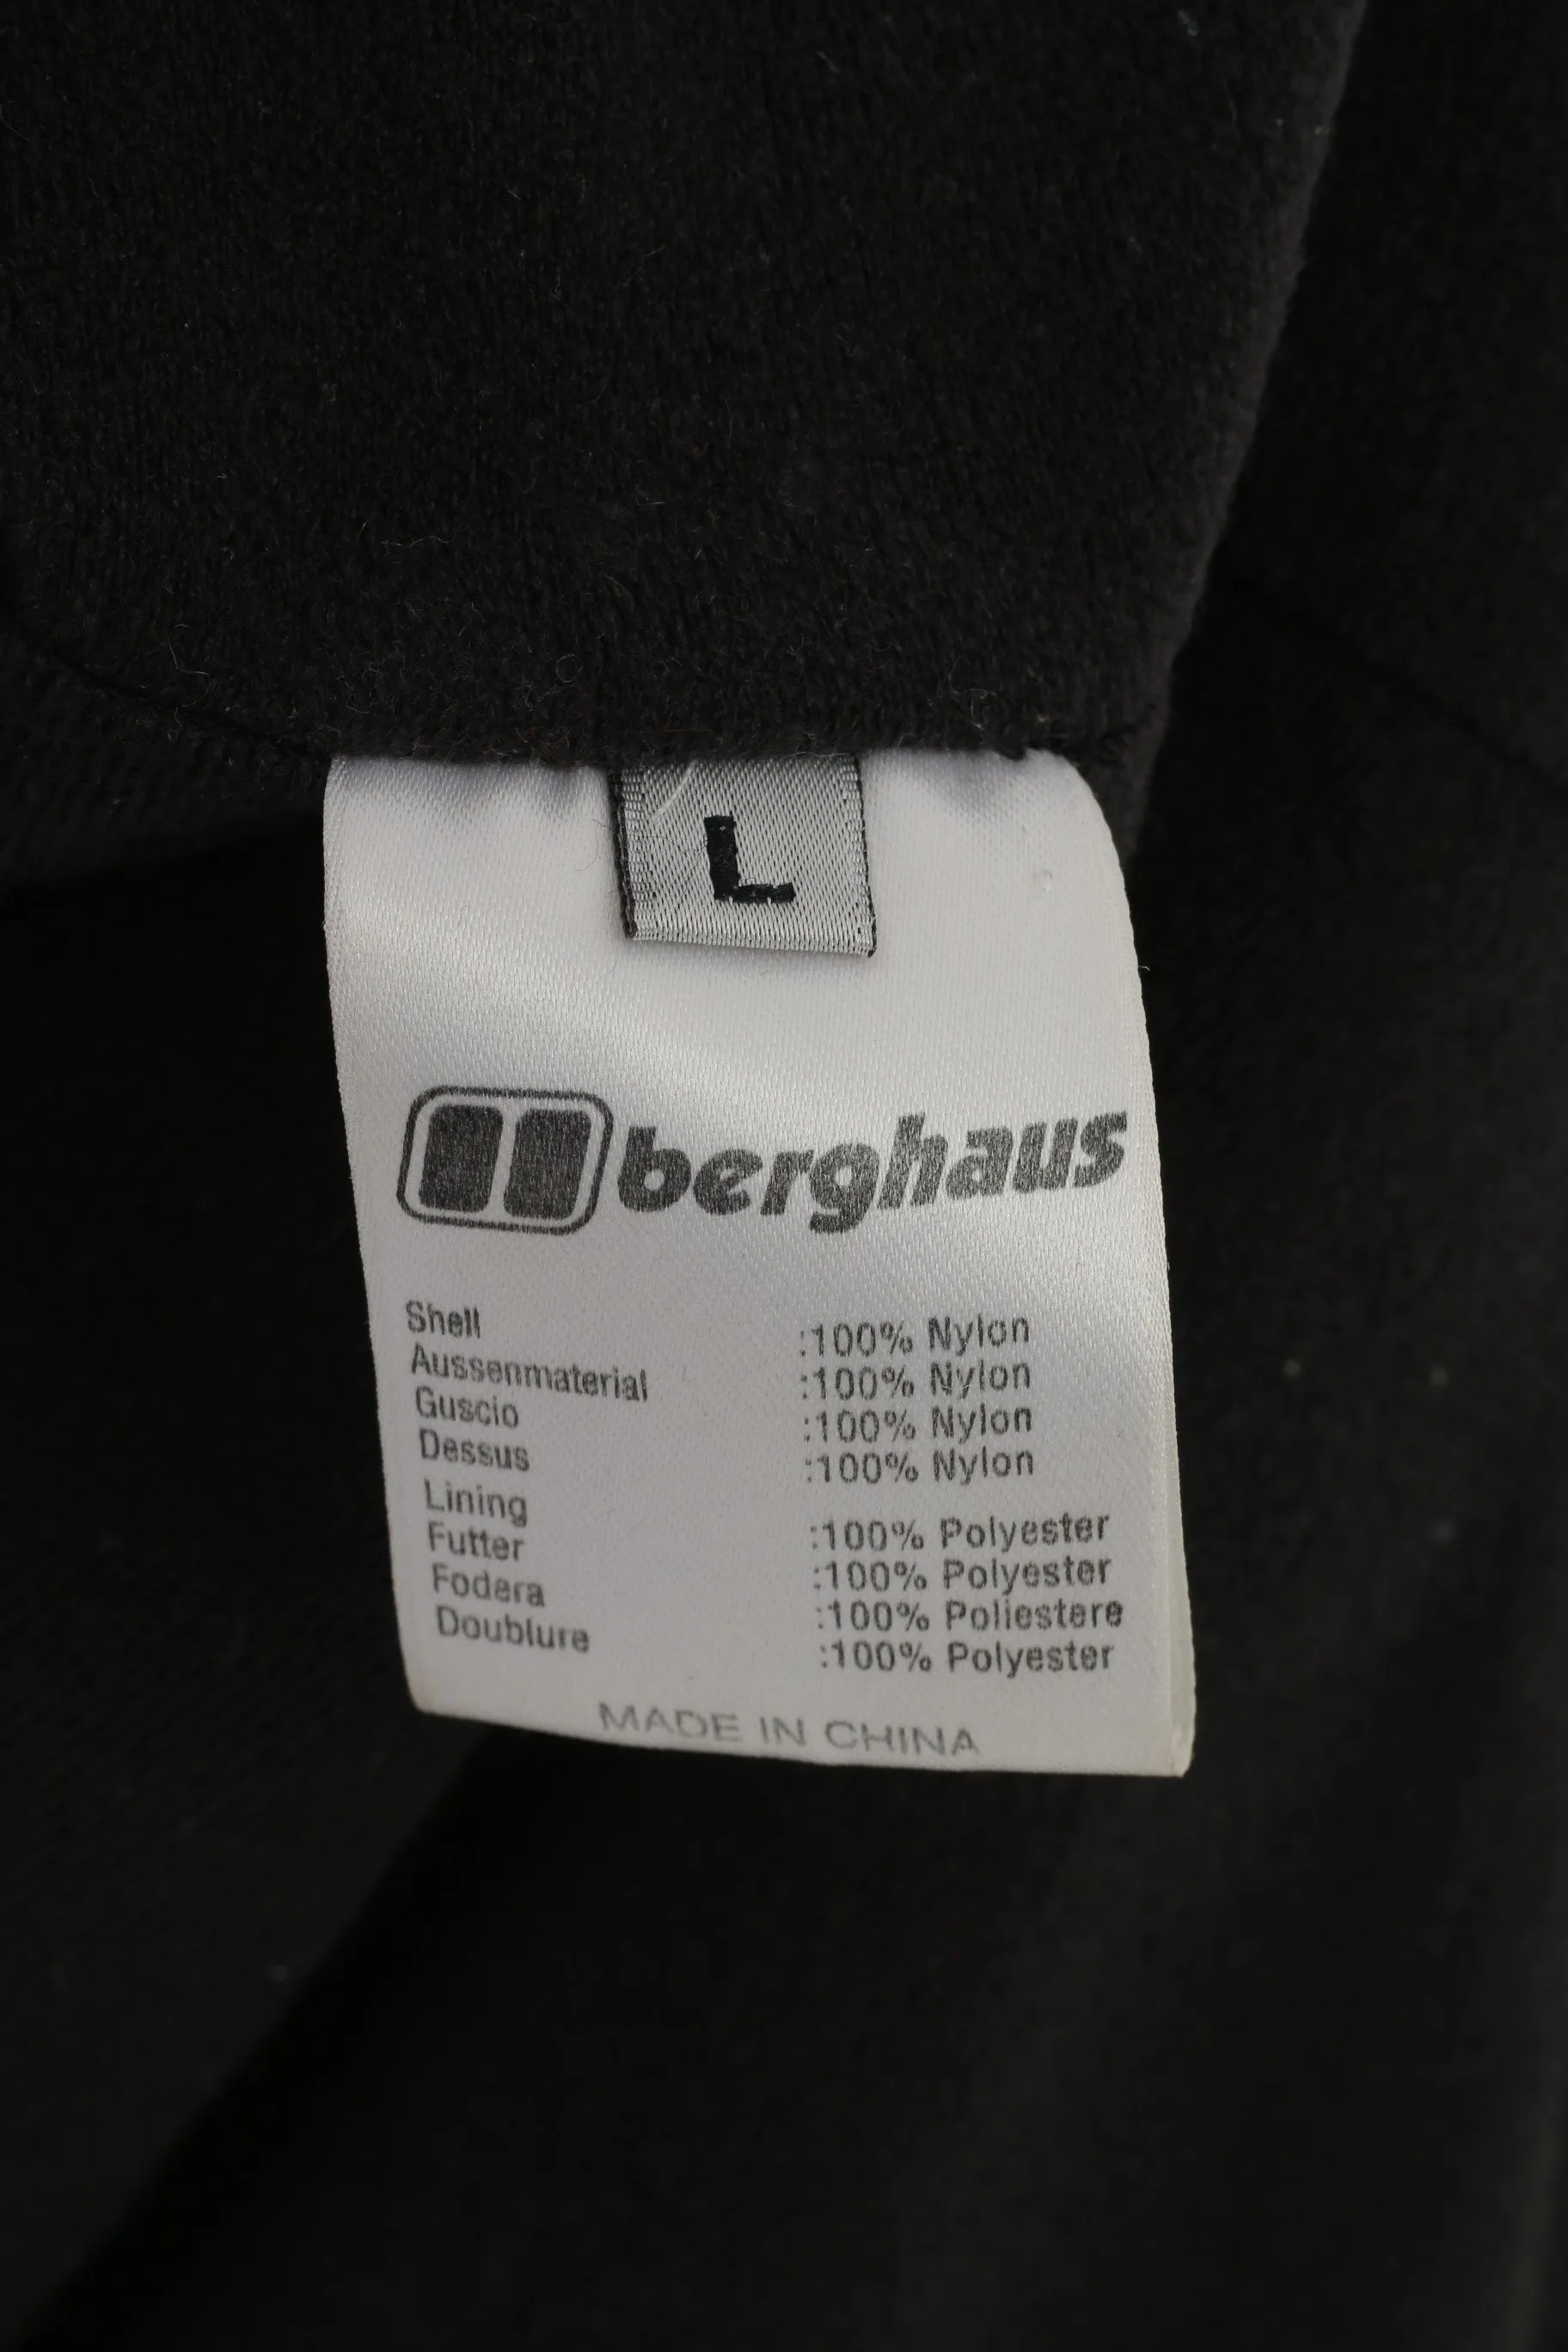 L
berghaus
Shell :100% Nylon
Aussenmaterial :100% Nylon
Guscio :100% Nylon
Dessus :100% Nylon
Lining :100% Polyester
Futter :100% Polyester
Fodera :100% Poliestere
Doublure :100% Polyester
MADE IN CHINA